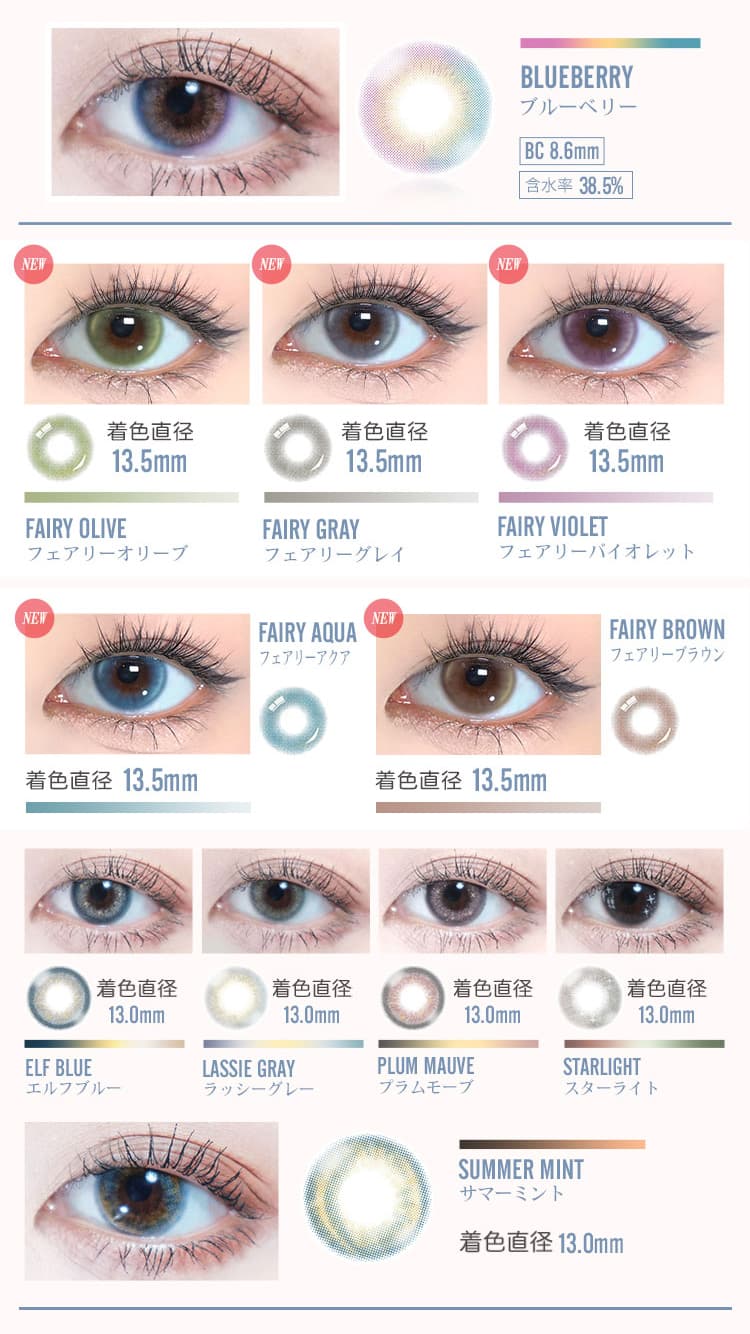 BLUEBERRY
ブルーベリー
BC 8.6mm
含水率 38.5%
NEW
NEW
NEW
着色直径
13.5mm
着色直径
13.5mm
着色直径
13.5mm
FAIRY OLIVE
フェアリーオリーブ
FAIRY GRAY
フェアリーグレイ
FAIRY VIOLET
フェアリーバイオレット
NEW
FAIRY AQUA
フェアリーアクア
着色直径 13.5mm
NEW
FAIRY BROWN
フェアリーブラウン
着色直径 13.5mm
着色直径
13.0mm
ELF BLUE
エルフブルー
着色直径
13.0mm
LASSIE GRAY
ラッシーグレー
着色直径
13.0mm
PLUM MAUVE
プラムモーブ
着色直径
13.0mm
STARLIGHT
スターライト
SUMMER MINT
サマーミント
着色直径 13.0mm